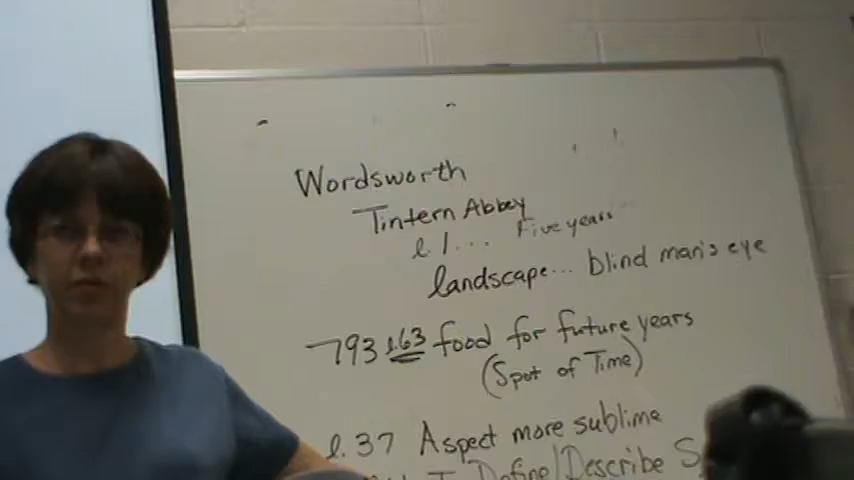 Wordsworth
Tintern Abbey
l 1... Five years
landscape... blind man's eye
793 l.63 food for future years
(Spot of Time)
l. 37 Aspect more sublime
Define/Describe S